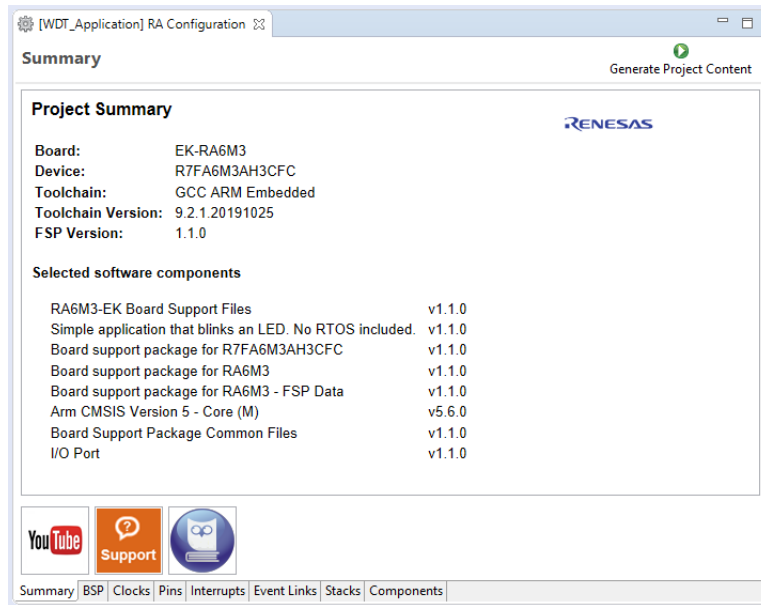 [WDT_Application] RA Configuration
Summary
Generate Project Content
Project Summary
RENESAS
Board: EK-RA6M3
Device: R7FA6M3AH3CFC
Toolchain: GCC ARM Embedded
Toolchain Version: 9.2.1.20191025
FSP Version: 1.1.0
Selected software components
RA6M3-EK Board Support Files v1.1.0
Simple application that blinks an LED. No RTOS included. v1.1.0
Board support package for R7FA6M3AH3CFC v1.1.0
Board support package for RA6M3 v1.1.0
Board support package for RA6M3 - FSP Data v1.1.0
Arm CMSIS Version 5 - Core (M) v5.6.0
Board Support Package Common Files v1.1.0
I/O Port v1.1.0
YouTube
? Support
Summary BSP Clocks Pins Interrupts Event Links Stacks Components